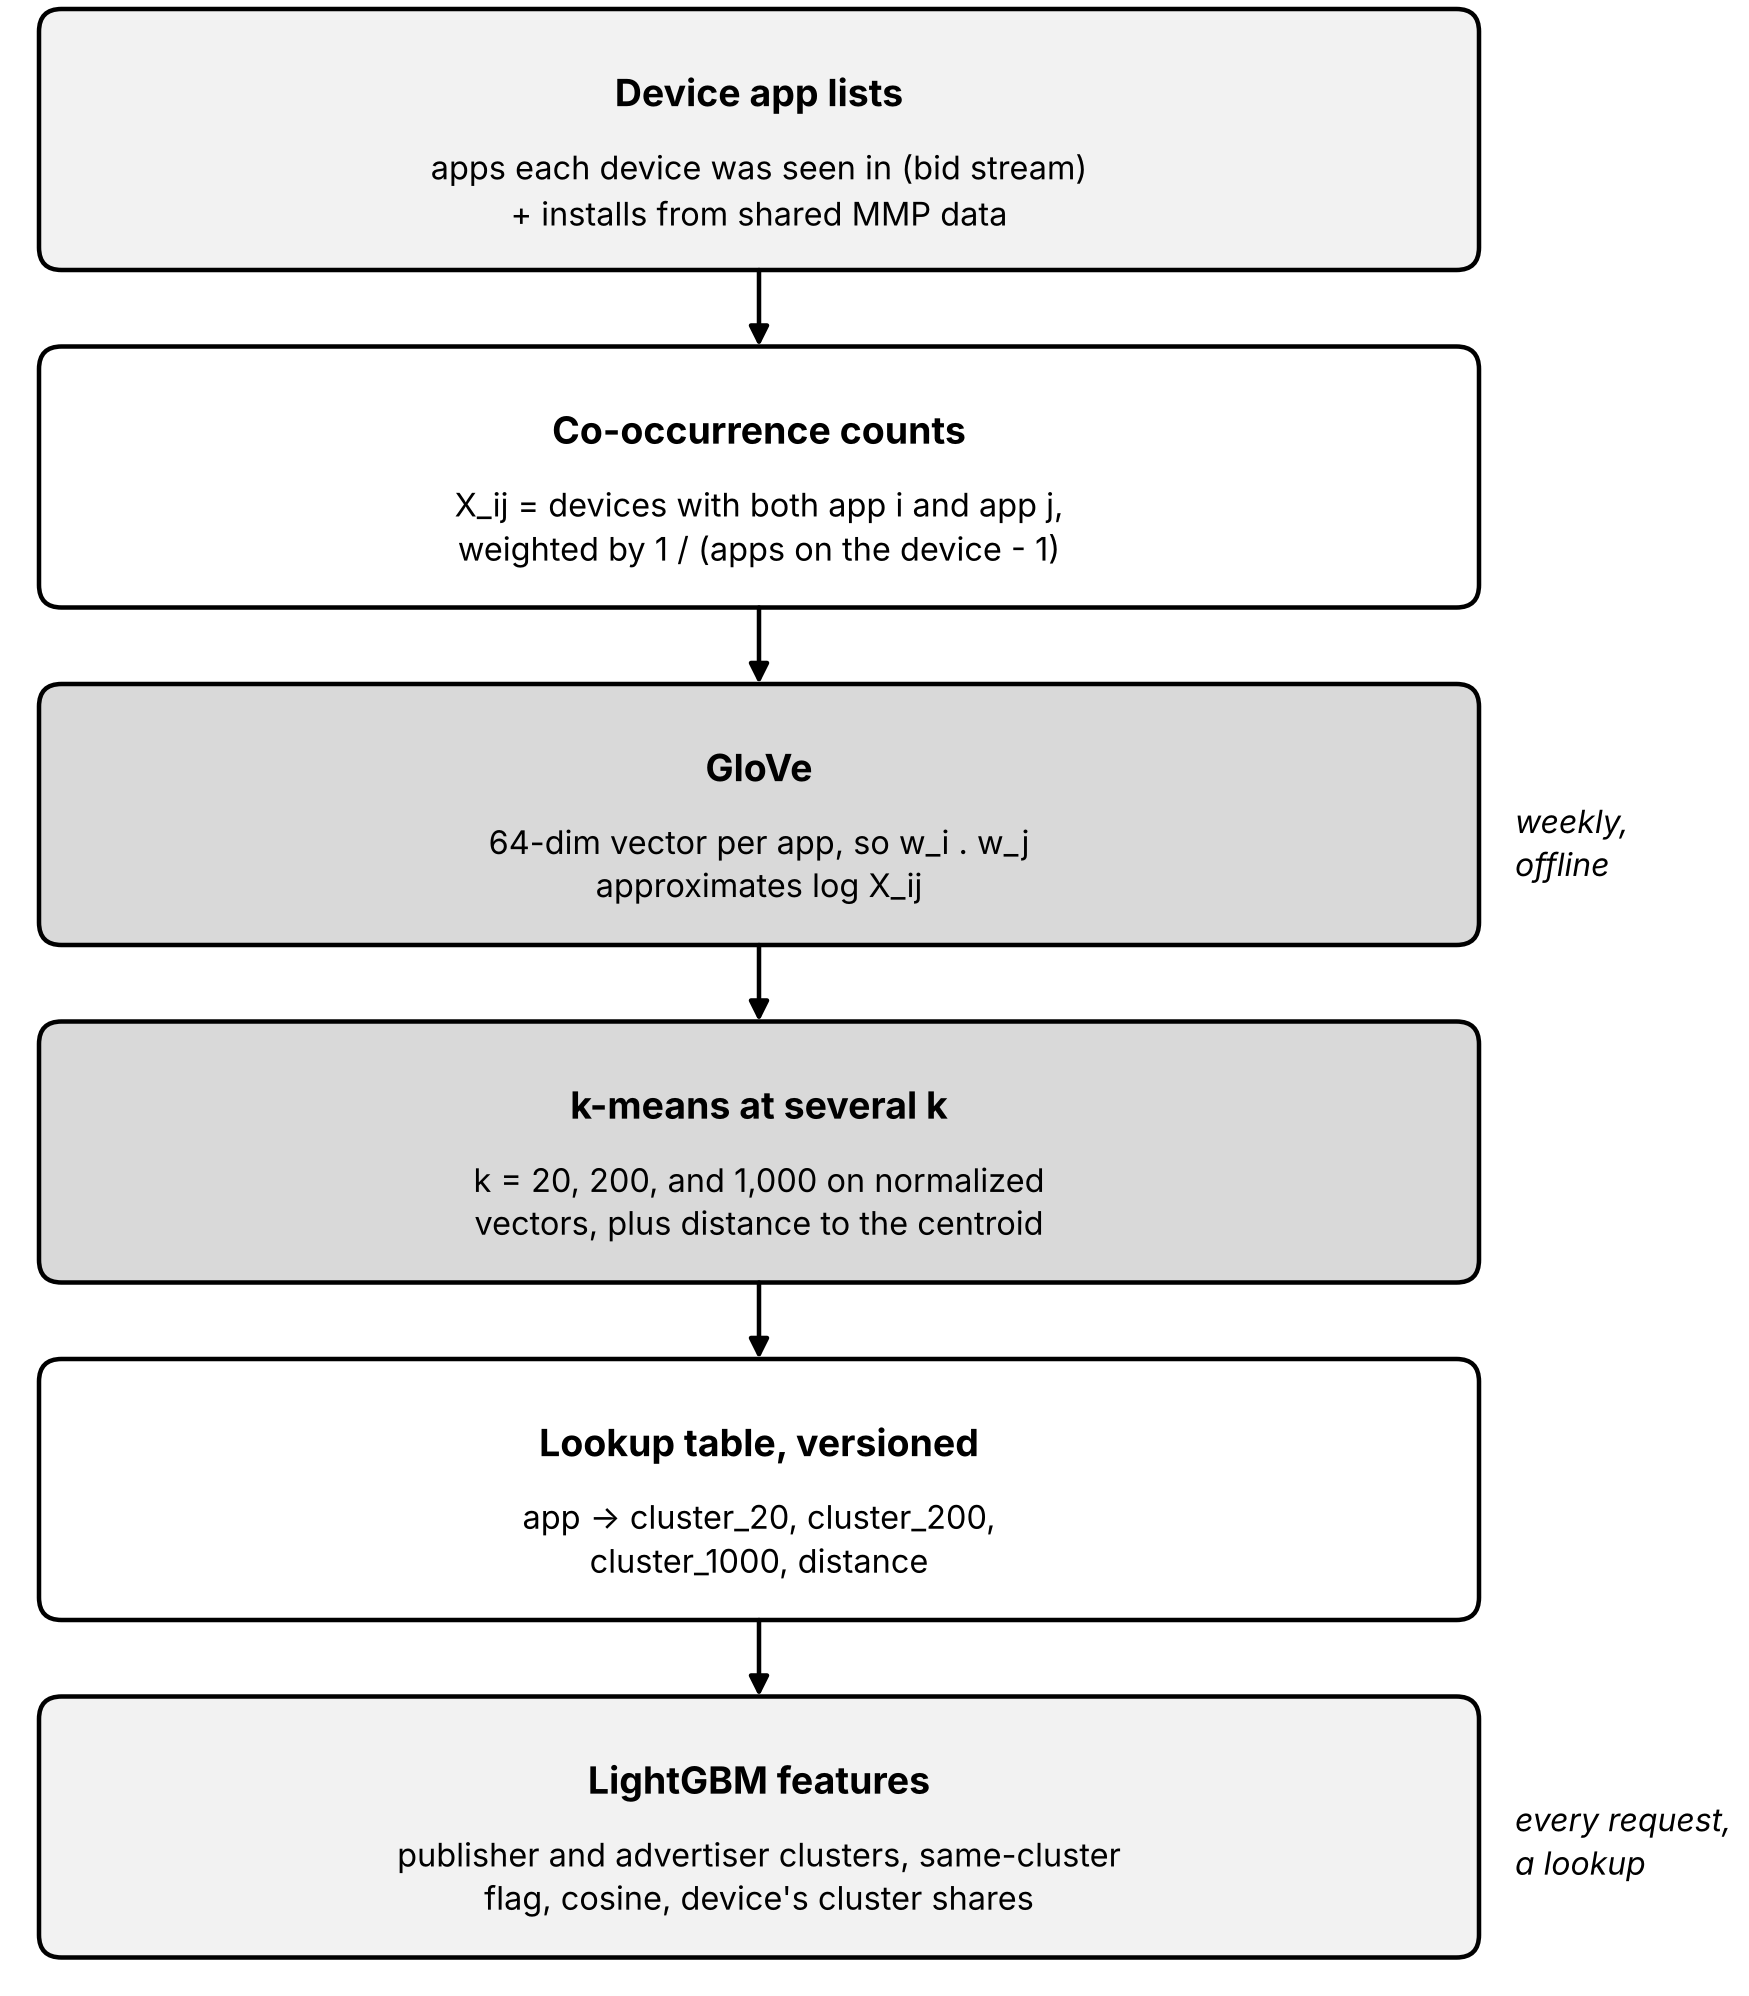 Device app lists
apps each device was seen in (bid stream)
+ installs from shared MMP data
Co-occurrence counts
X_ij = devices with both app i and app j,
weighted by 1 / (apps on the device - 1)
GloVe
64-dim vector per app, so w_i . w_j
approximates log X_ij
weekly,
offline
k-means at several k
k = 20, 200, and 1,000 on normalized
vectors, plus distance to the centroid
Lookup table, versioned
app → cluster_20, cluster_200,
cluster_1000, distance
LightGBM features
publisher and advertiser clusters, same-cluster
flag, cosine, device's cluster shares
every request,
a lookup